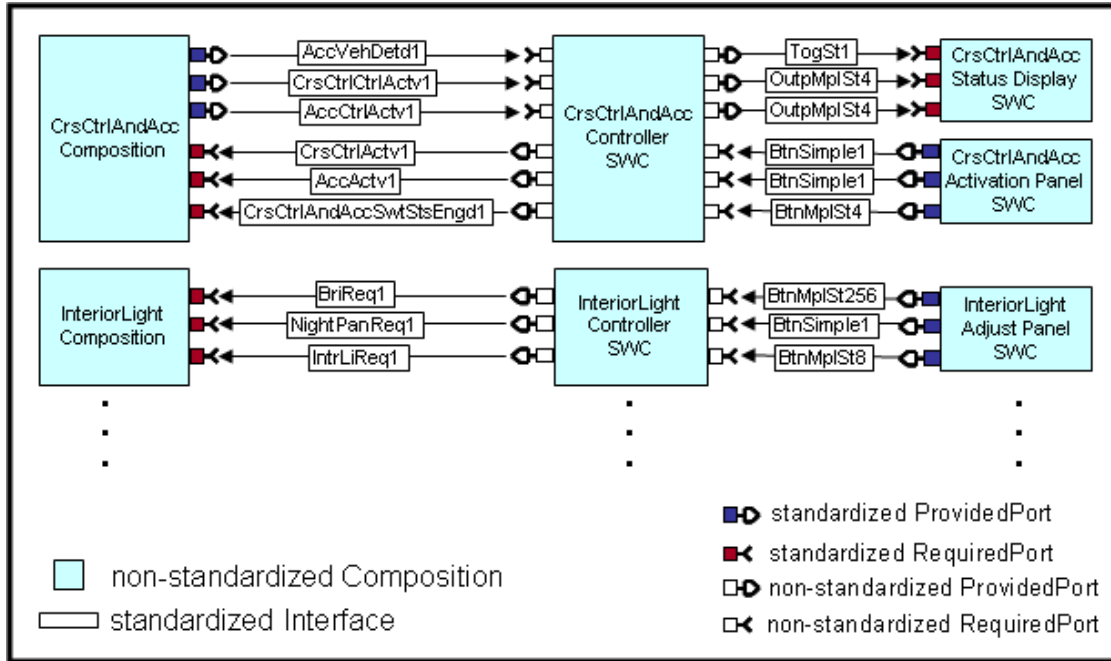 CrsCtrlAndAcc
Composition
AccVehDetd1
CrsCtrlCtrlActv1
AccCtrlActv1
CrsCtrlActv1
AccActv1
CrsCtrlAndAccSwtStsEngd1
CrsCtrlAndAcc
Controller
SWC
TogSt1
OutpMplSt4
OutpMplSt4
BtnSimple1
BtnSimple1
BtnMplSt4
CrsCtrlAndAcc
Status Display
SWC
CrsCtrlAndAcc
Activation Panel
SWC
InteriorLight
Composition
BriReq1
NightPanReq1
IntrLiReq1
InteriorLight
Controller
SWC
BtnMplSt256
BtnSimple1
BtnMplSt8
InteriorLight
Adjust Panel
SWC
non-standardized Composition
standardized Interface
standardized ProvidedPort
standardized RequiredPort
non-standardized ProvidedPort
non-standardized RequiredPort